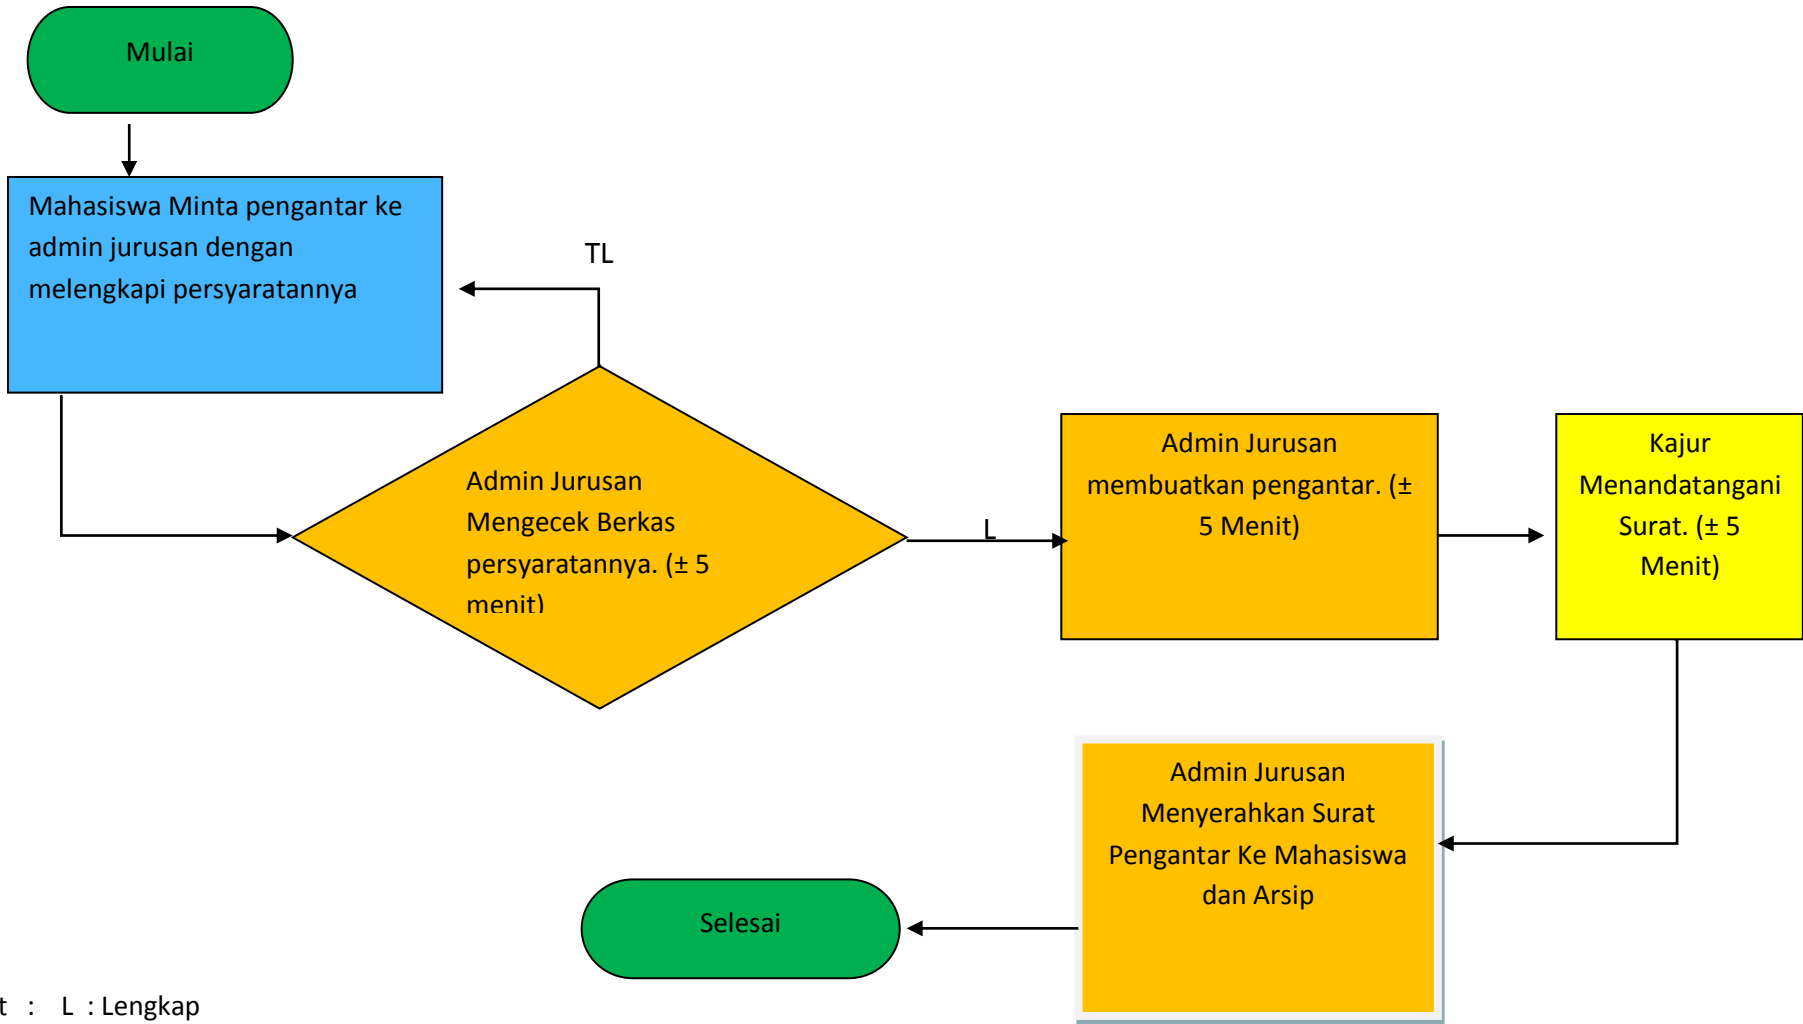 Mulai
Mahasiswa Minta pengantar ke
admin jurusan dengan
melengkapi persyaratannya
TL
Admin Jurusan
Mengecek Berkas
persyaratannya. (± 5
menit)
L
Admin Jurusan
membuatkan pengantar. (±
5 Menit)
Kajur
Menandatangani
Surat. (± 5
Menit)
Admin Jurusan
Menyerahkan Surat
Pengantar Ke Mahasiswa
dan Arsip
Selesai
t : L : Lengkap